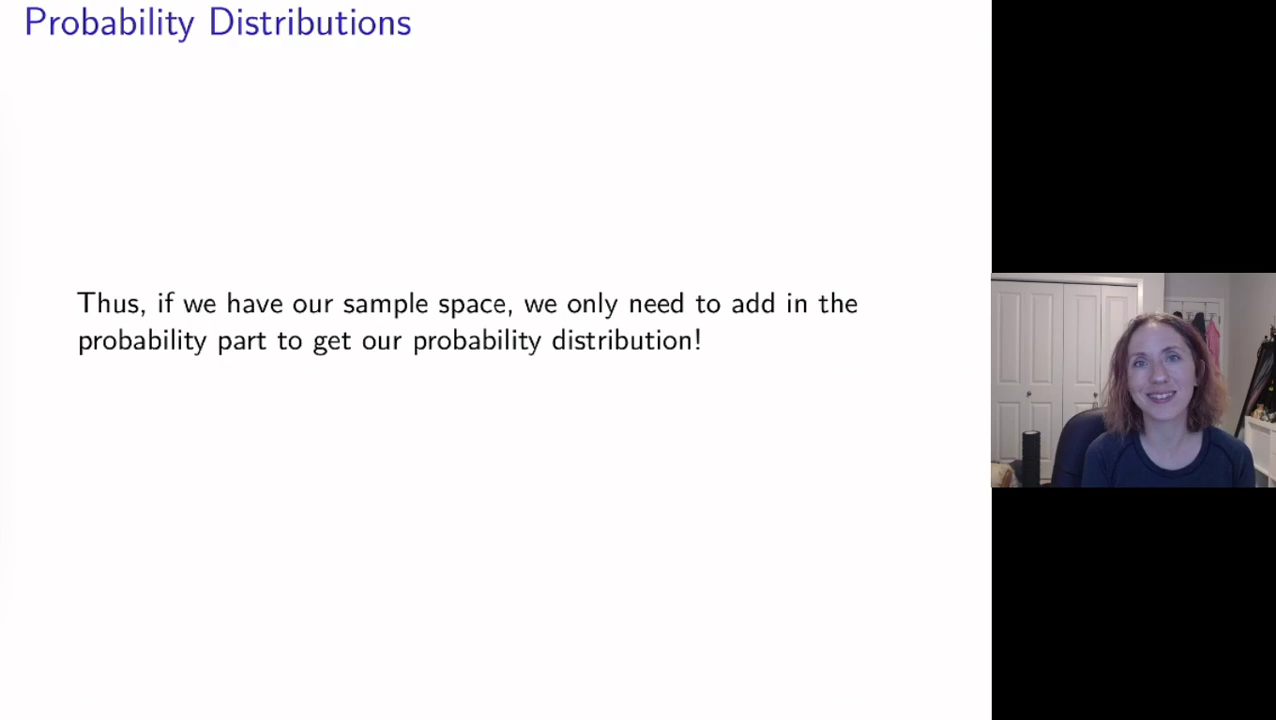 Probability Distributions
Thus, if we have our sample space, we only need to add in the
probability part to get our probability distribution!